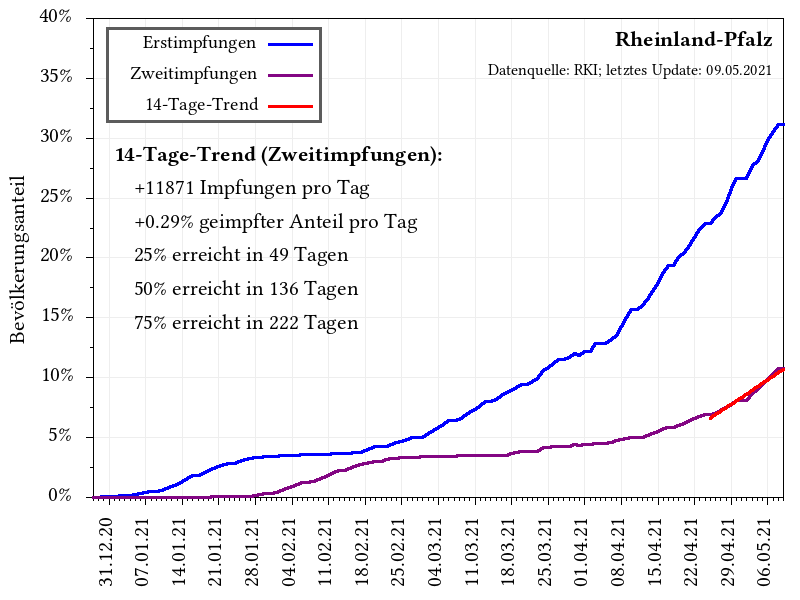 40%
35%
30%
25%
20%
15%
10%
5%
0%
Bevölkerungsanteil
Erstimpfungen
Zweitimpfungen
14-Tage-Trend
Rheinland-Pfalz
Datenquelle: RKI; letztes Update: 09.05.2021
14-Tage-Trend (Zweitimpfungen):
+11871 Impfungen pro Tag
+0.29% geimpfter Anteil pro Tag
25% erreicht in 49 Tagen
50% erreicht in 136 Tagen
75% erreicht in 222 Tagen
31.12.20
07.01.21
14.01.21
21.01.21
28.01.21
04.02.21
11.02.21
18.02.21
25.02.21
04.03.21
11.03.21
18.03.21
25.03.21
01.04.21
08.04.21
15.04.21
22.04.21
29.04.21
06.05.21